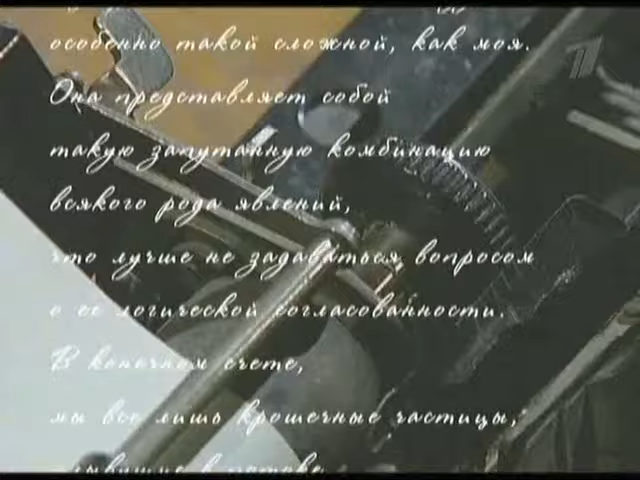 особенно такой сложной, как моя.
Она представляет собой
такую запутанную комбинацию
всякого рода явлений,
что лучше не задаваться вопросом
о ее логической согласованности.
В конечном счете,
мы все лишь крошечные частицы,